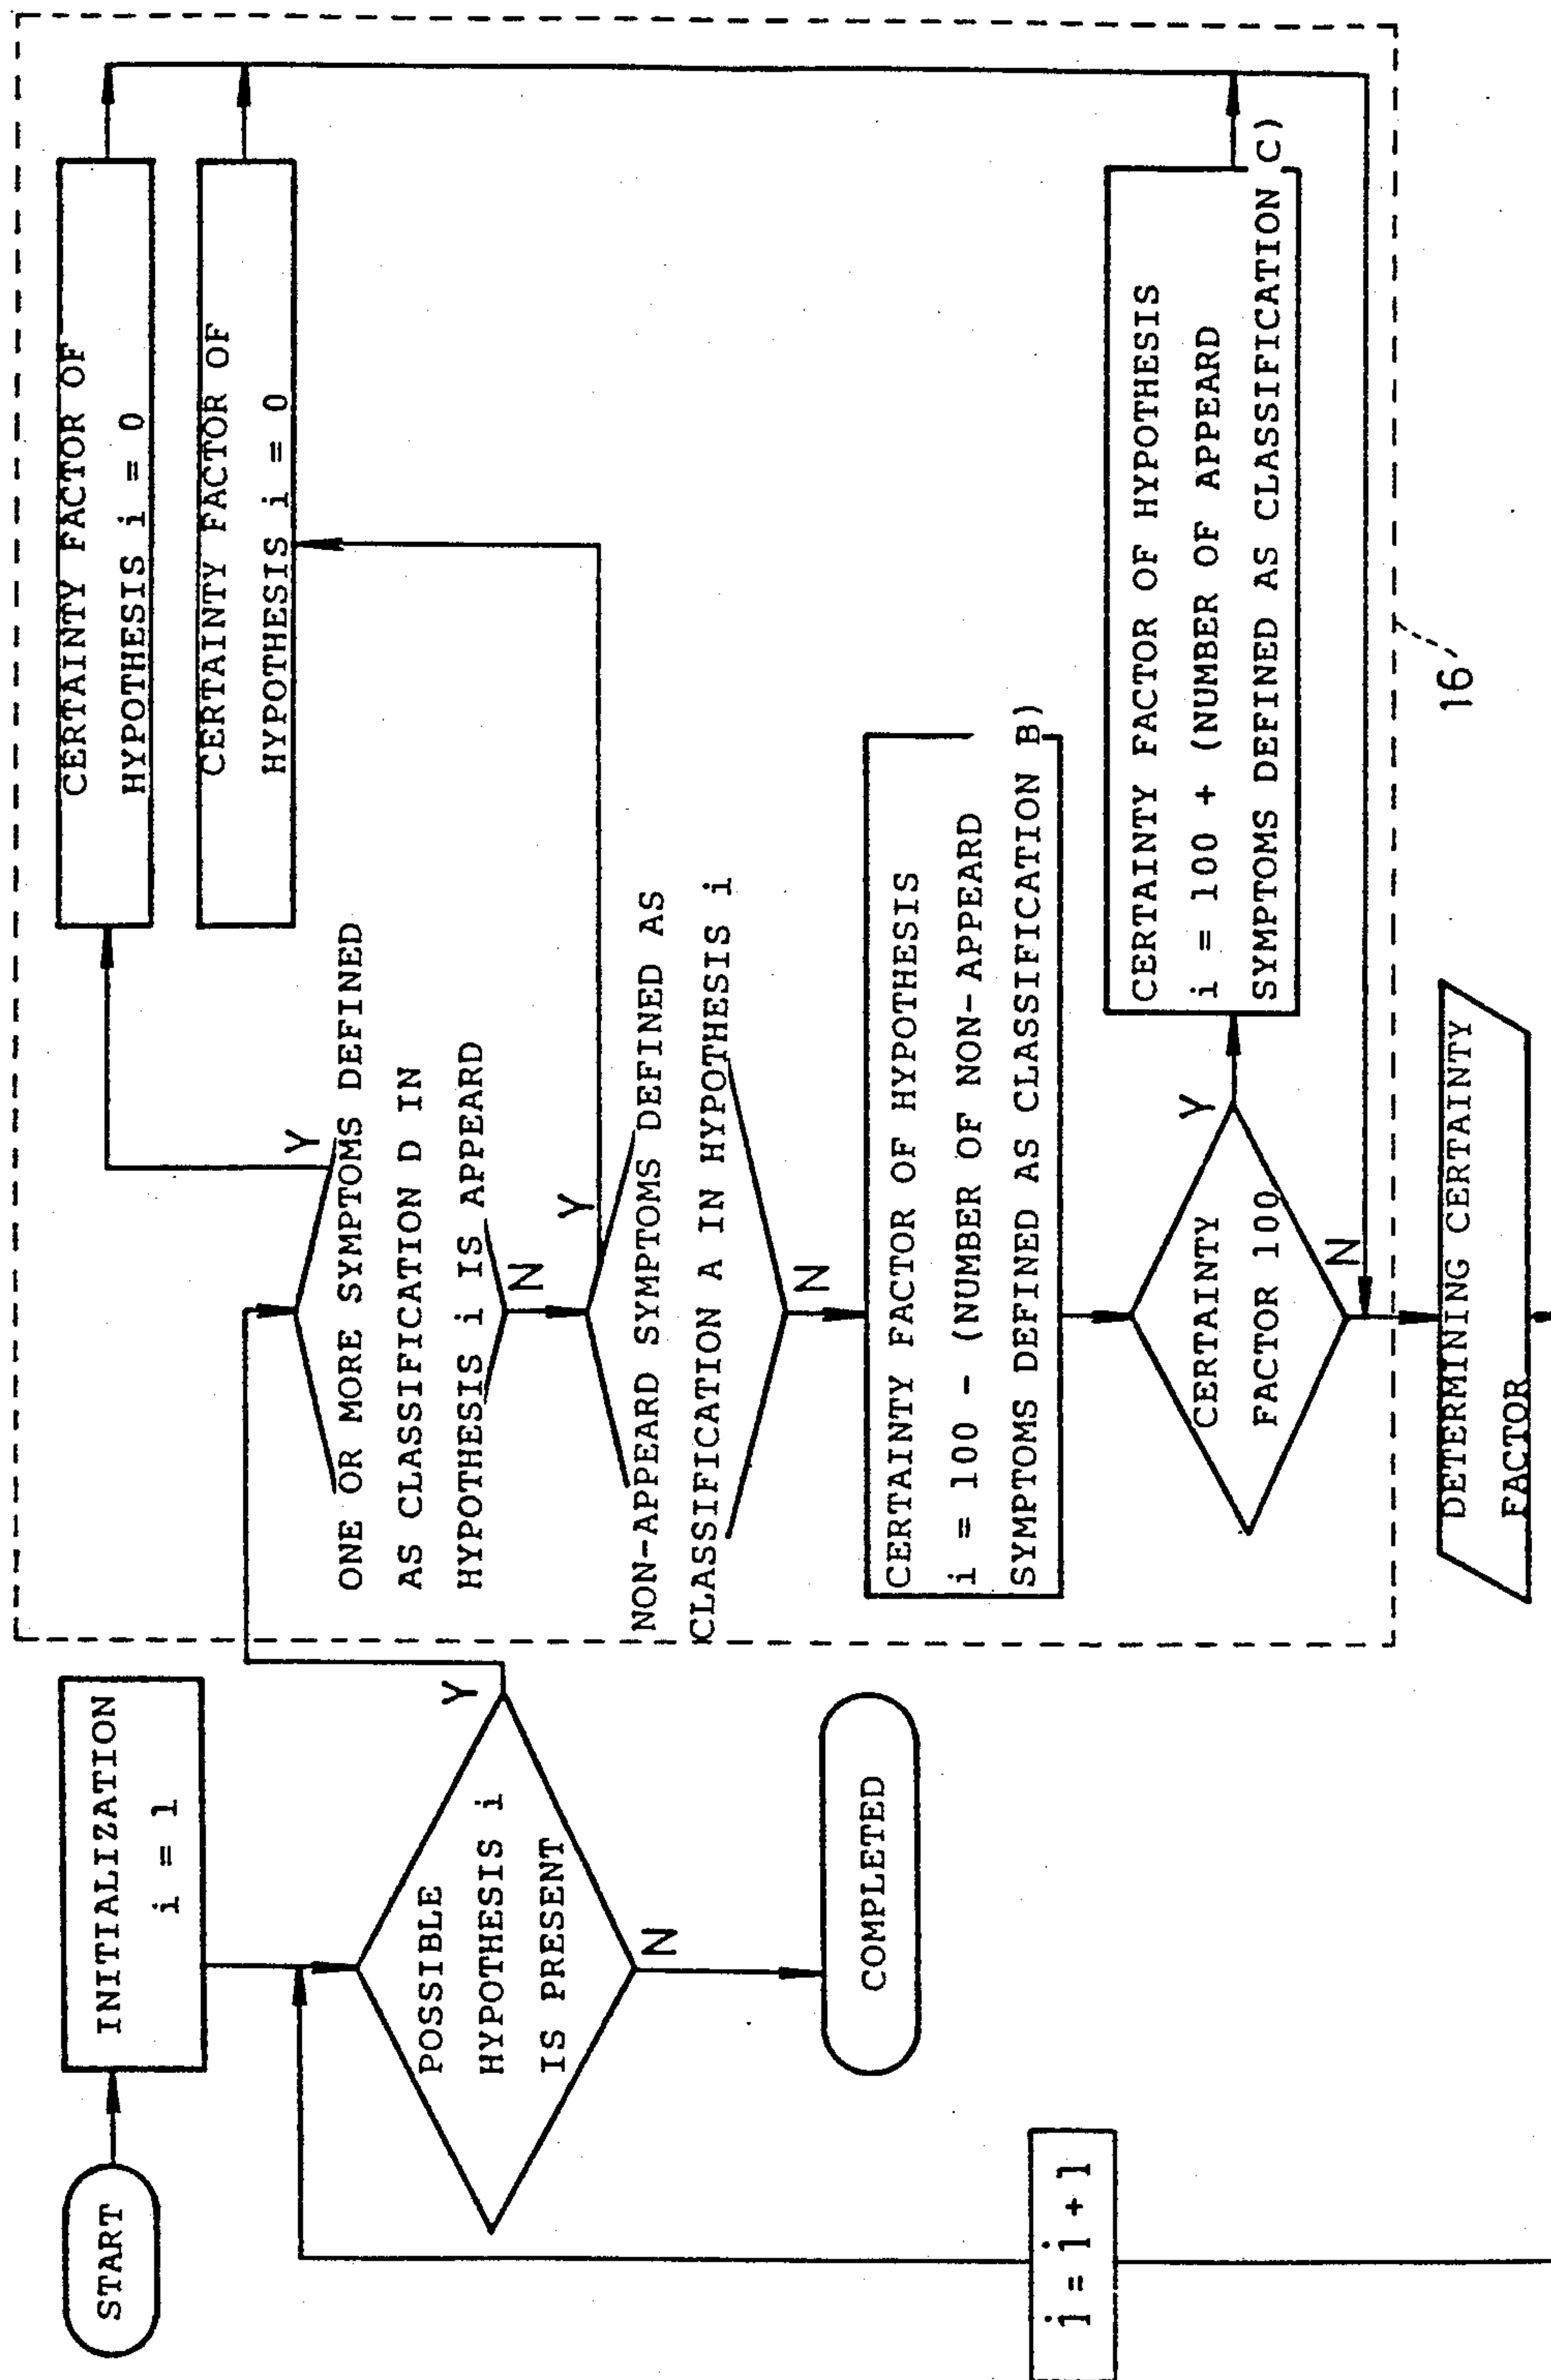 START
INITIALIZATION
i = 1
POSSIBLE
HYPOTHESIS i
IS PRESENT
Y
N
COMPLETED
i = i + 1
ONE OR MORE SYMPTOMS DEFINED
AS CLASSIFICATION D IN
HYPOTHESIS i IS APPEARD
Y
N
CERTAINTY FACTOR OF
HYPOTHESIS i = 0
CERTAINTY FACTOR OF
HYPOTHESIS i = 0
NON-APPEARD SYMPTOMS DEFINED AS
CLASSIFICATION A IN HYPOTHESIS i
Y
N
CERTAINTY FACTOR OF HYPOTHESIS
i = 100 - (NUMBER OF NON-APPEARD
SYMPTOMS DEFINED AS CLASSIFICATION B)
CERTAINTY
FACTOR 100
Y
N
CERTAINTY FACTOR OF HYPOTHESIS
i = 100 + (NUMBER OF APPEARD
SYMPTOMS DEFINED AS CLASSIFICATION C)
16
DETERMINING CERTAINTY
FACTOR